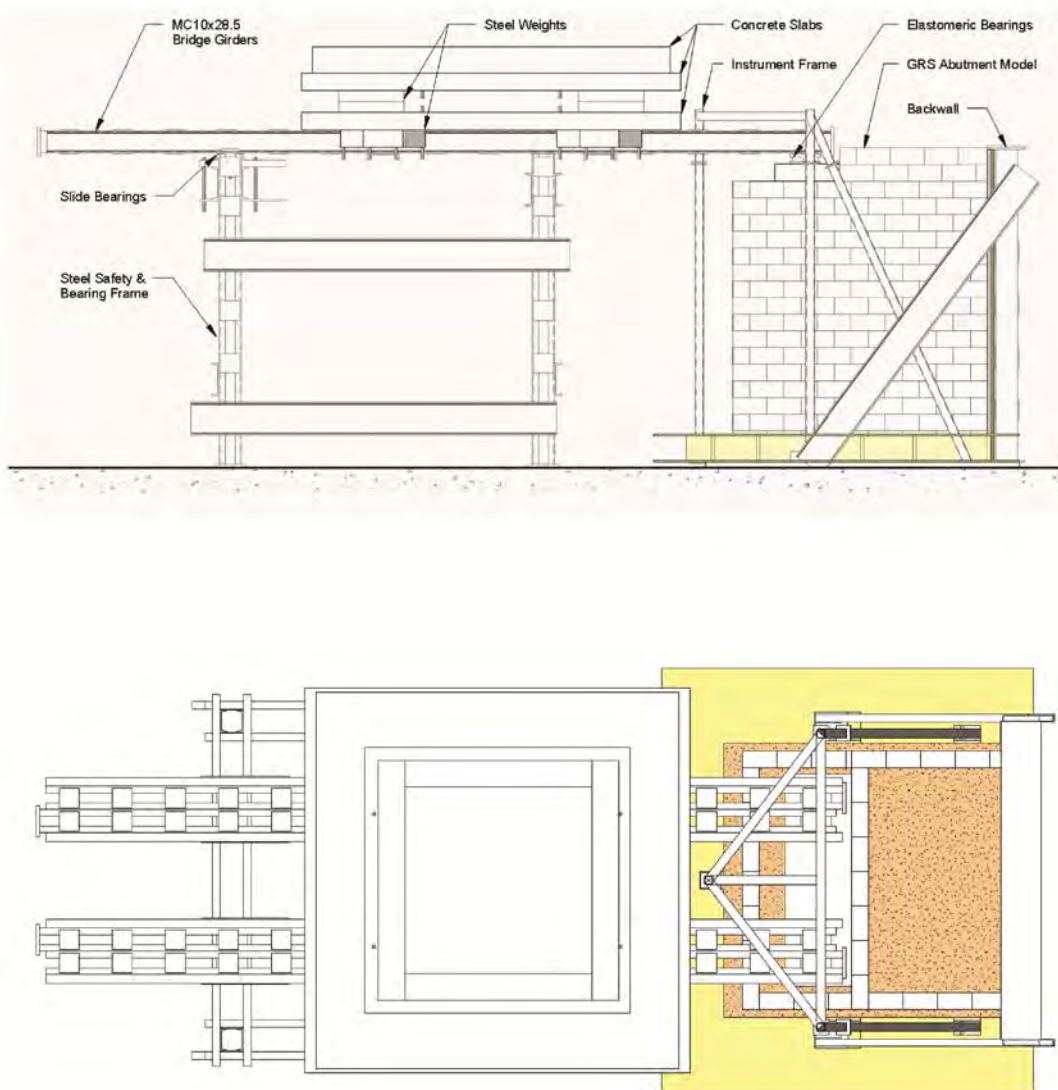 MC10x28.5
Bridge Girders
Steel Weights
Concrete Slabs
Elastomeric Bearings
Instrument Frame
GRS Abutment Model
Backwall
Slide Bearings
Steel Safety &
Bearing Frame